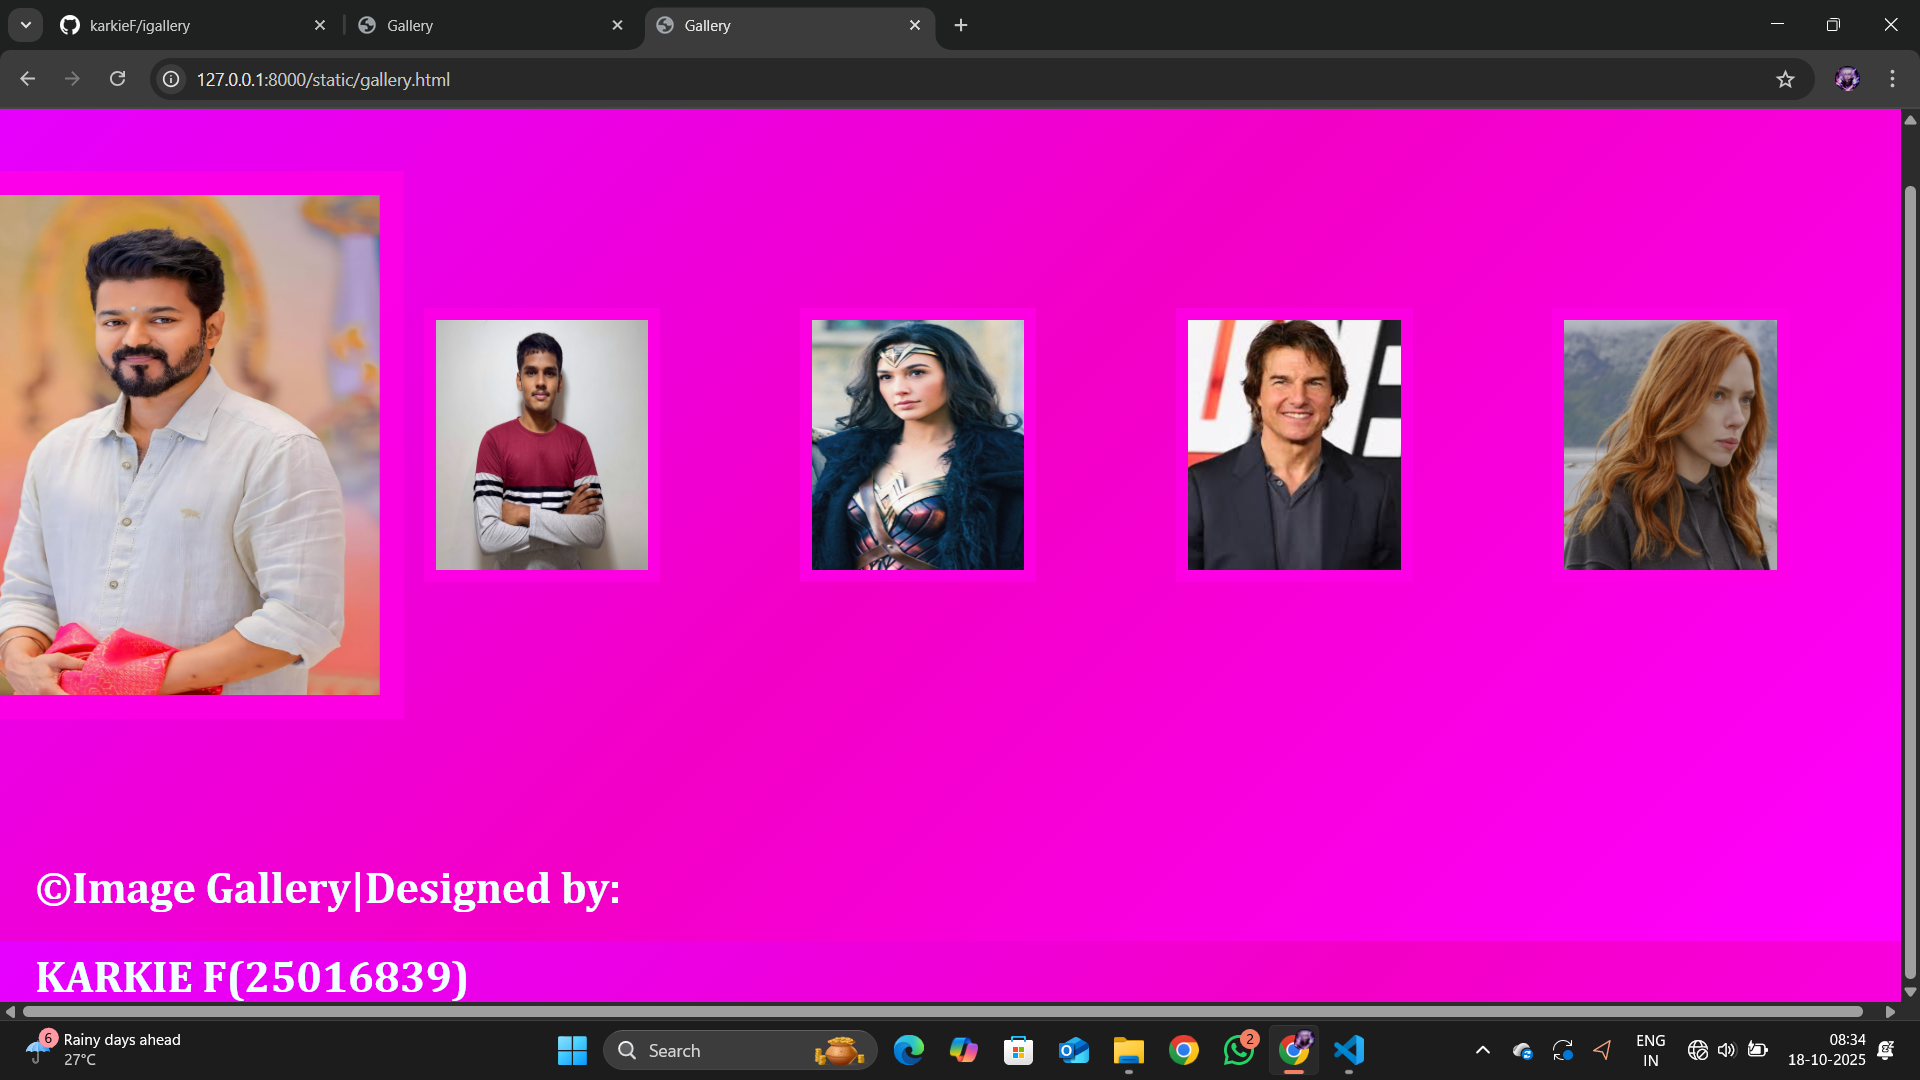 karkieF/igallery
Gallery
Gallery
127.0.0.1:8000/static/gallery.html
©Image Gallery|Designed by:
KARKIE F(25016839)
6
Rainy days ahead
27°C
Search
2
ENG
IN
08:34
18-10-2025